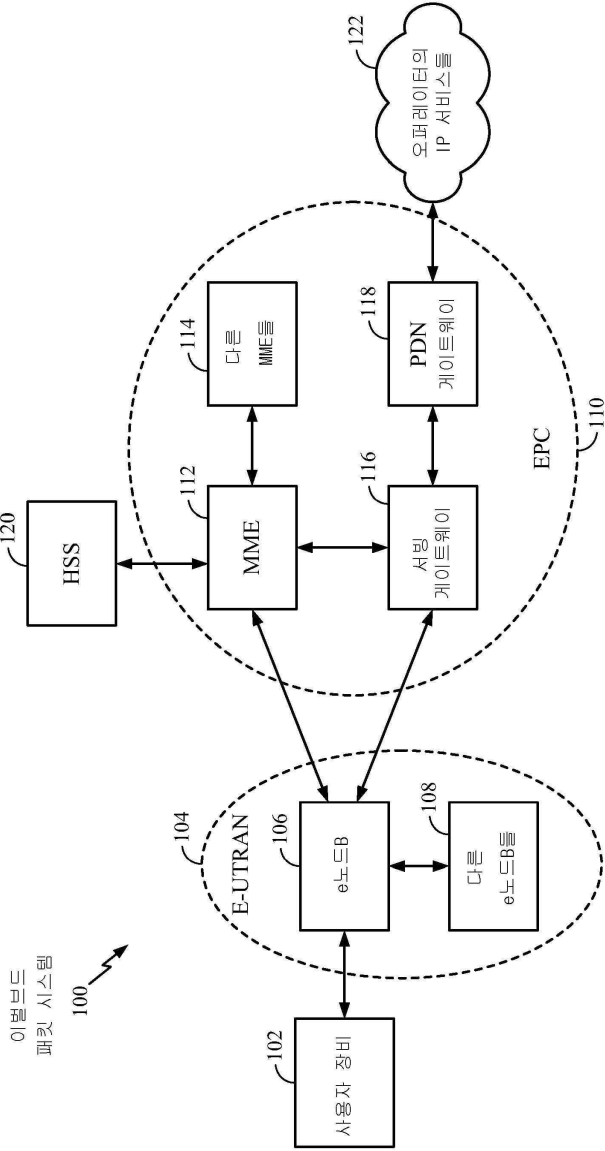 이벌브드
패킷 시스템
100
120
HSS
104
E-UTRAN
102
사용자 장비
106
e노드B
108
다른
e노드B들
112
MME
114
다른
MME들
116
서빙
게이트웨이
118
PDN
게이트웨이
EPC
110
122
오퍼레이터의
IP 서비스들